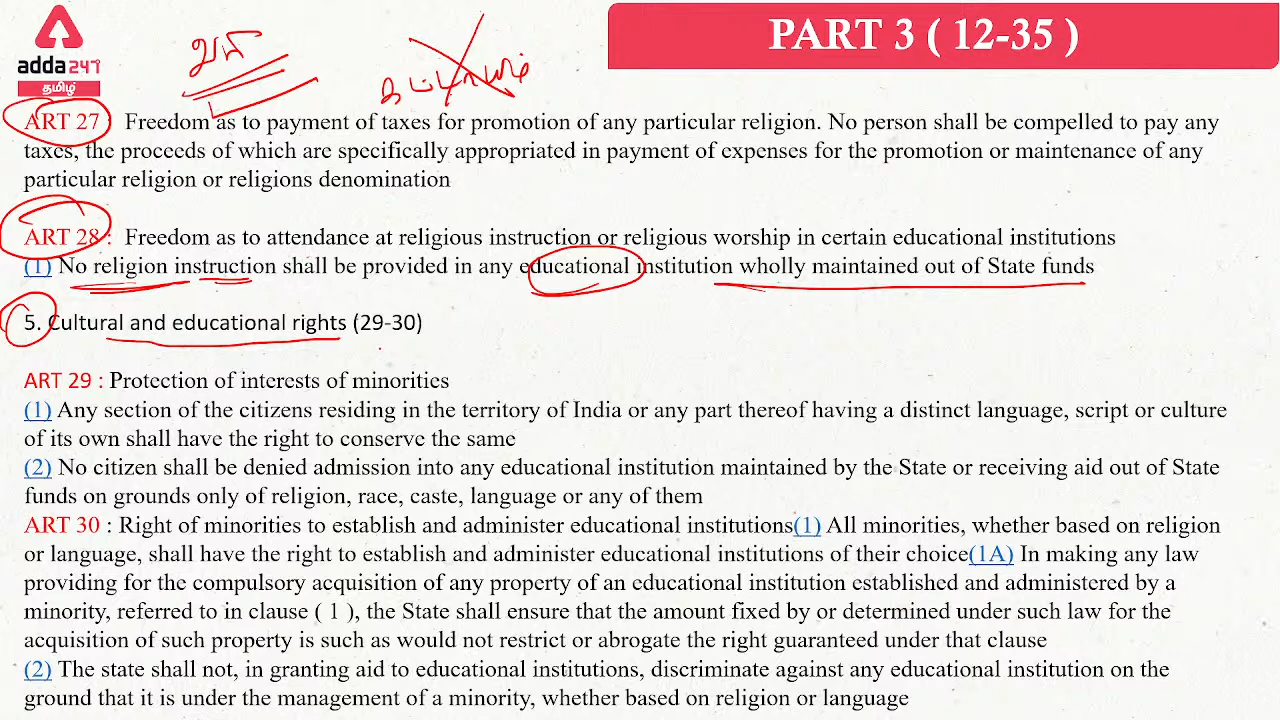 PART 3 ( 12-35 )
adda247
தமிழ்
வரி
ART 27 Freedom as to payment of taxes for promotion of any particular religion. No person shall be compelled to pay any
taxes, the proceeds of which are specifically appropriated in payment of expenses for the promotion or maintenance of any
particular religion or religions denomination
ART 28 : Freedom as to attendance at religious instruction or religious worship in certain educational institutions
(1) No religion instruction shall be provided in any educational institution wholly maintained out of State funds
5. Cultural and educational rights (29-30)
ART 29 : Protection of interests of minorities
(1) Any section of the citizens residing in the territory of India or any part thereof having a distinct language, script or culture
of its own shall have the right to conserve the same
(2) No citizen shall be denied admission into any educational institution maintained by the State or receiving aid out of State
funds on grounds only of religion, race, caste, language or any of them
ART 30 : Right of minorities to establish and administer educational institutions(1) All minorities, whether based on religion
or language, shall have the right to establish and administer educational institutions of their choice(1A) In making any law
providing for the compulsory acquisition of any property of an educational institution established and administered by a
minority, referred to in clause ( 1 ), the State shall ensure that the amount fixed by or determined under such law for the
acquisition of such property is such as would not restrict or abrogate the right guaranteed under that clause
(2) The state shall not, in granting aid to educational institutions, discriminate against any educational institution on the
ground that it is under the management of a minority, whether based on religion or language